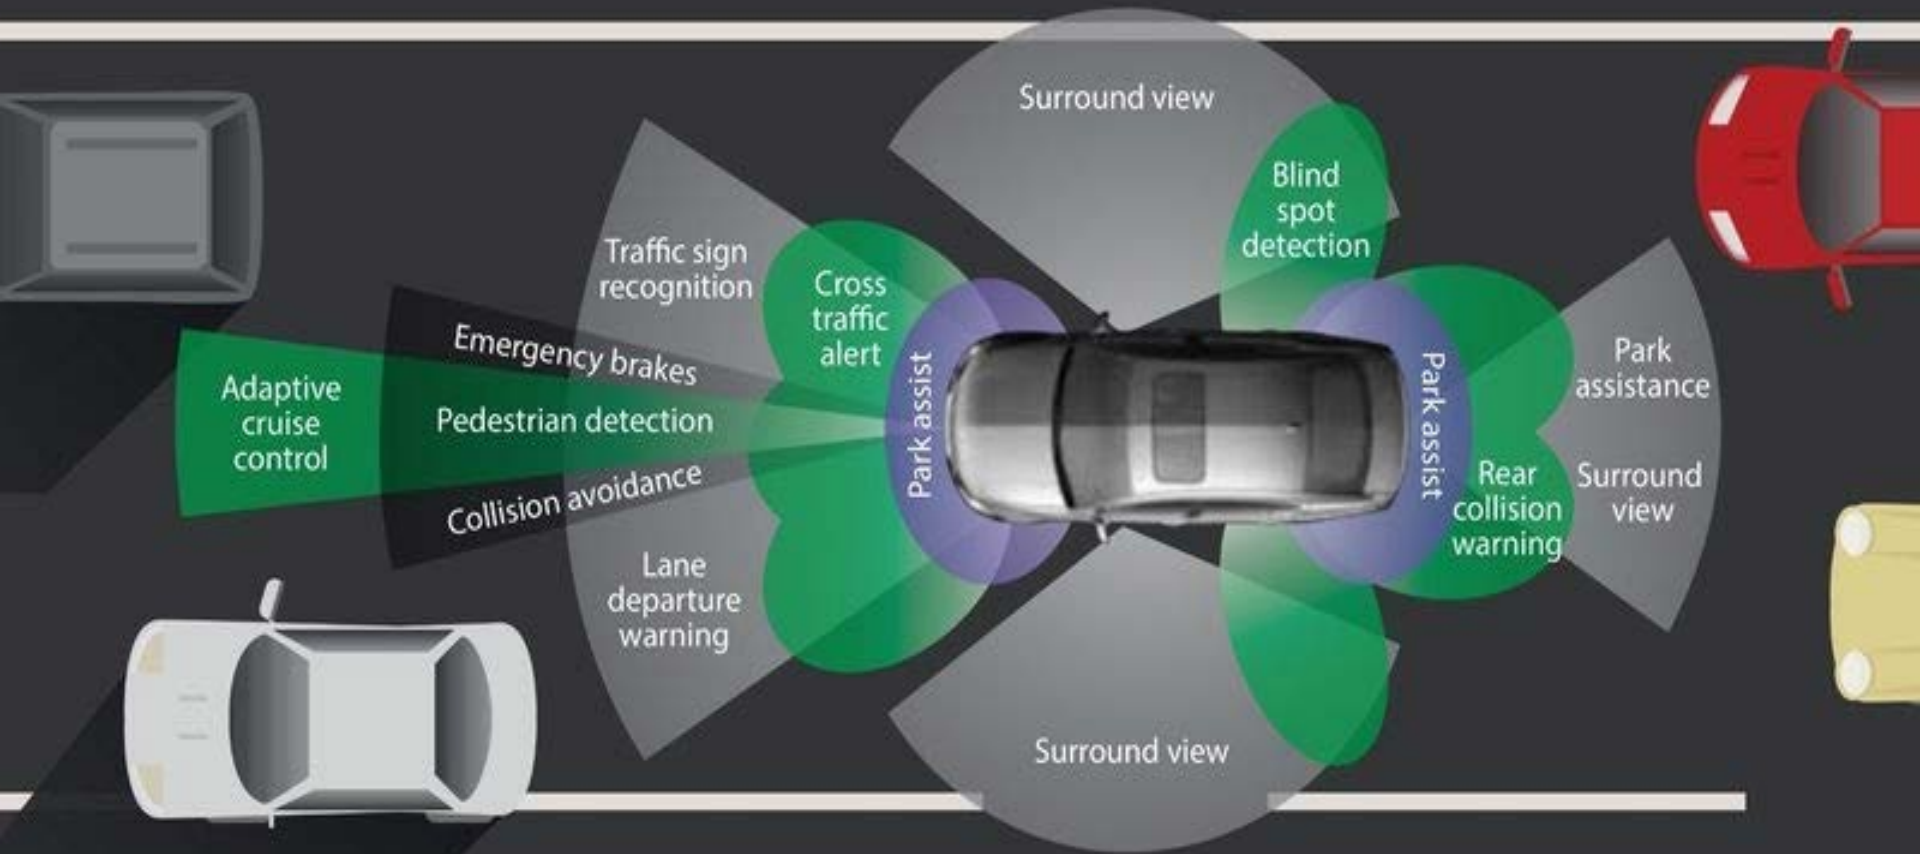 Surround view
Blind
spot
detection
Traffic sign
recognition
Cross
traffic
alert
Emergency brakes
Adaptive
cruise
control
Pedestrian detection
Collision avoidance
Lane
departure
warning
Park assist
Park assist
Park
assistance
Rear
collision
warning
Surround
view
Surround view